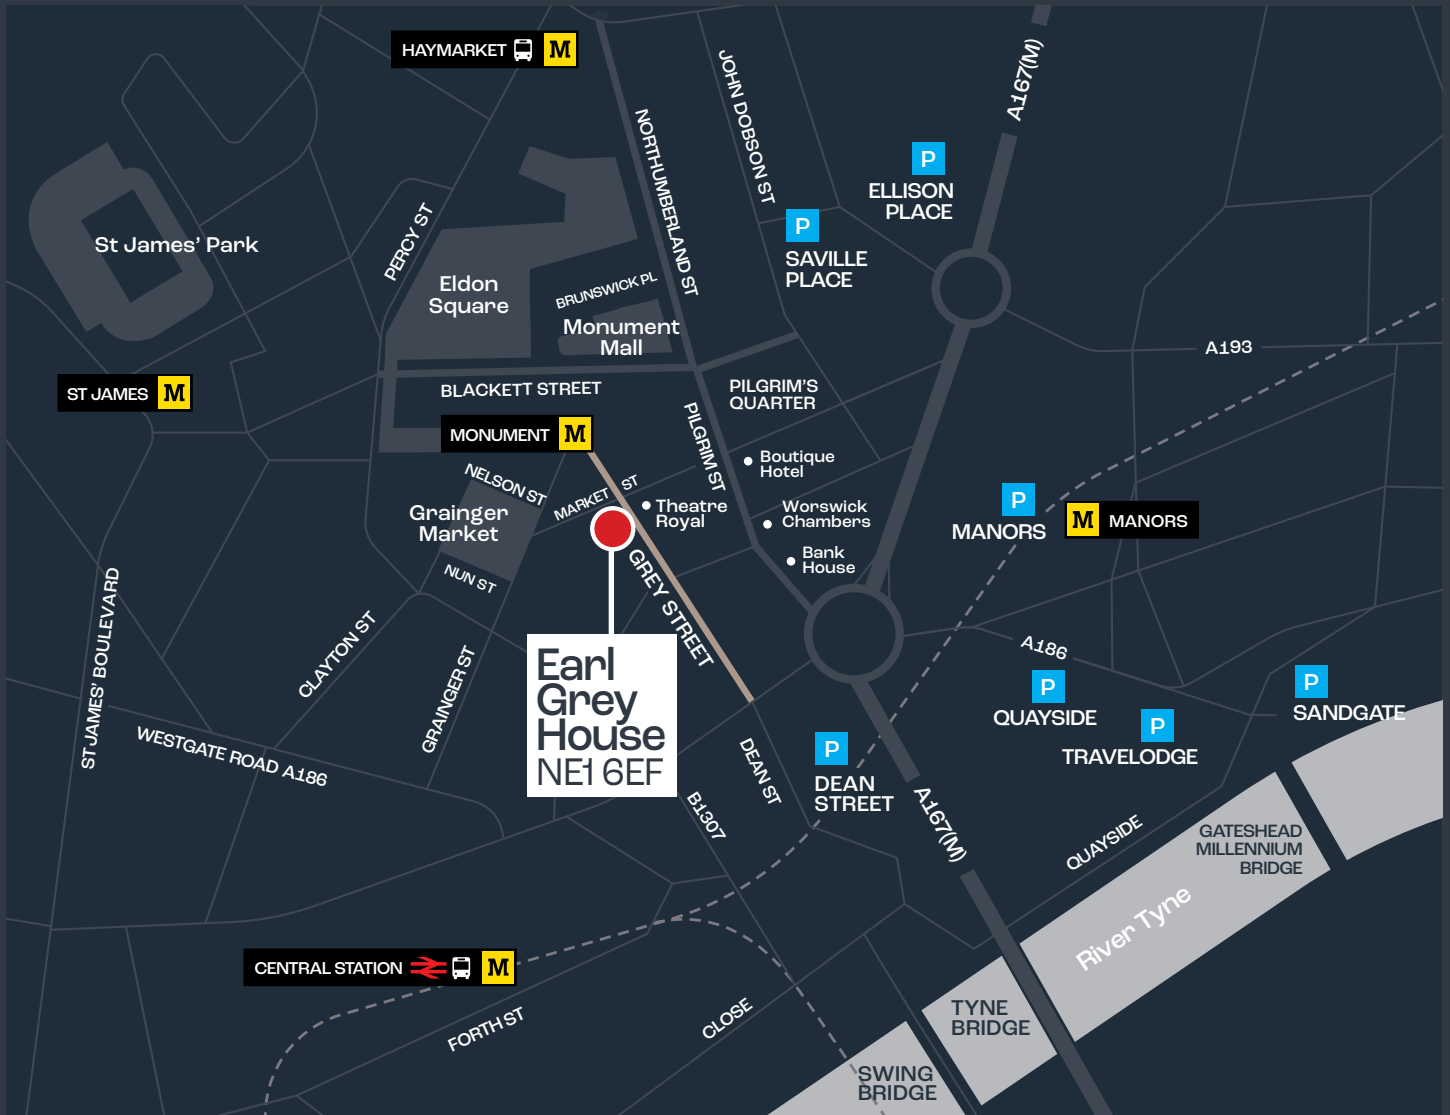 HAYMARKET M
A167(M)
JOHN DOBSON ST
NORTHUMBERLAND ST
P
ELLISON
PLACE
P
SAVILLE
PLACE
St James’ Park
PERCY ST
Eldon
Square
BRUNSWICK PL
Monument
Mall
A193
ST JAMES M
BLACKETT STREET
PILGRIM’S
QUARTER
MONUMENT M
PILGRIM ST
Boutique
Hotel
NELSON ST
MARKET ST
Theatre
Royal
Worswick
Chambers
Bank
House
Grainger
Market
NUN ST
P
MANORS
M MANORS
GREY STREET
ST JAMES’ BOULEVARD
CLAYTON ST
GRAINGER ST
Earl
Grey
House
NE1 6EF
A186
P
QUAYSIDE
P
TRAVELODGE
P
SANDGATE
WESTGATE ROAD A186
DEAN ST
P
DEAN
STREET
B1307
A167(M)
QUAYSIDE
GATESHEAD
MILLENNIUM
BRIDGE
River Tyne
CENTRAL STATION M
FORTH ST
CLOSE
TYNE
BRIDGE
SWING
BRIDGE